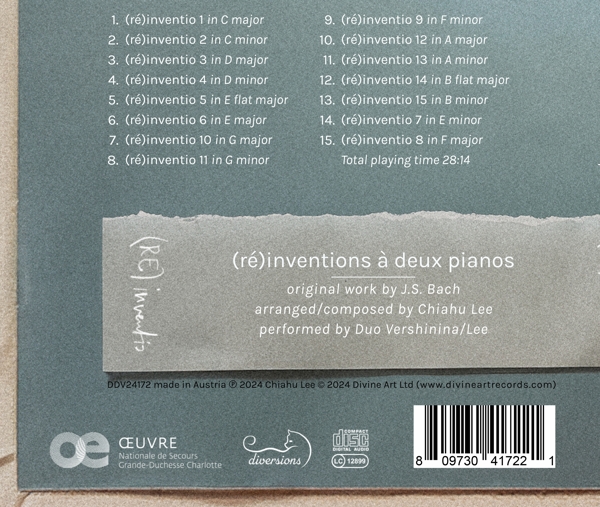 1. (ré)inventio 1 in C major
2. (ré)inventio 2 in C minor
3. (ré)inventio 3 in D major
4. (ré)inventio 4 in D minor
5. (ré)inventio 5 in E flat major
6. (ré)inventio 6 in E major
7. (ré)inventio 10 in G major
8. (ré)inventio 11 in G minor
9. (ré)inventio 9 in F minor
10. (ré)inventio 12 in A major
11. (ré)inventio 13 in A minor
12. (ré)inventio 14 in B flat major
13. (ré)inventio 15 in B minor
14. (ré)inventio 7 in E minor
15. (ré)inventio 8 in F major
Total playing time 28:14
(RÉ) inventio
(ré)inventions à deux pianos
original work by J.S. Bach
arranged/composed by Chiahu Lee
performed by Duo Vershinina/Lee
DDV24172 made in Austria ℗ 2024 Chiahu Lee © 2024 Divine Art Ltd (www.divineartrecords.com)
oe
ŒUVRE
Nationale de Secours
Grande-Duchesse Charlotte
diversions
COMPACT
disc
DIGITAL AUDIO
LC 12899
8 09730 41722 1